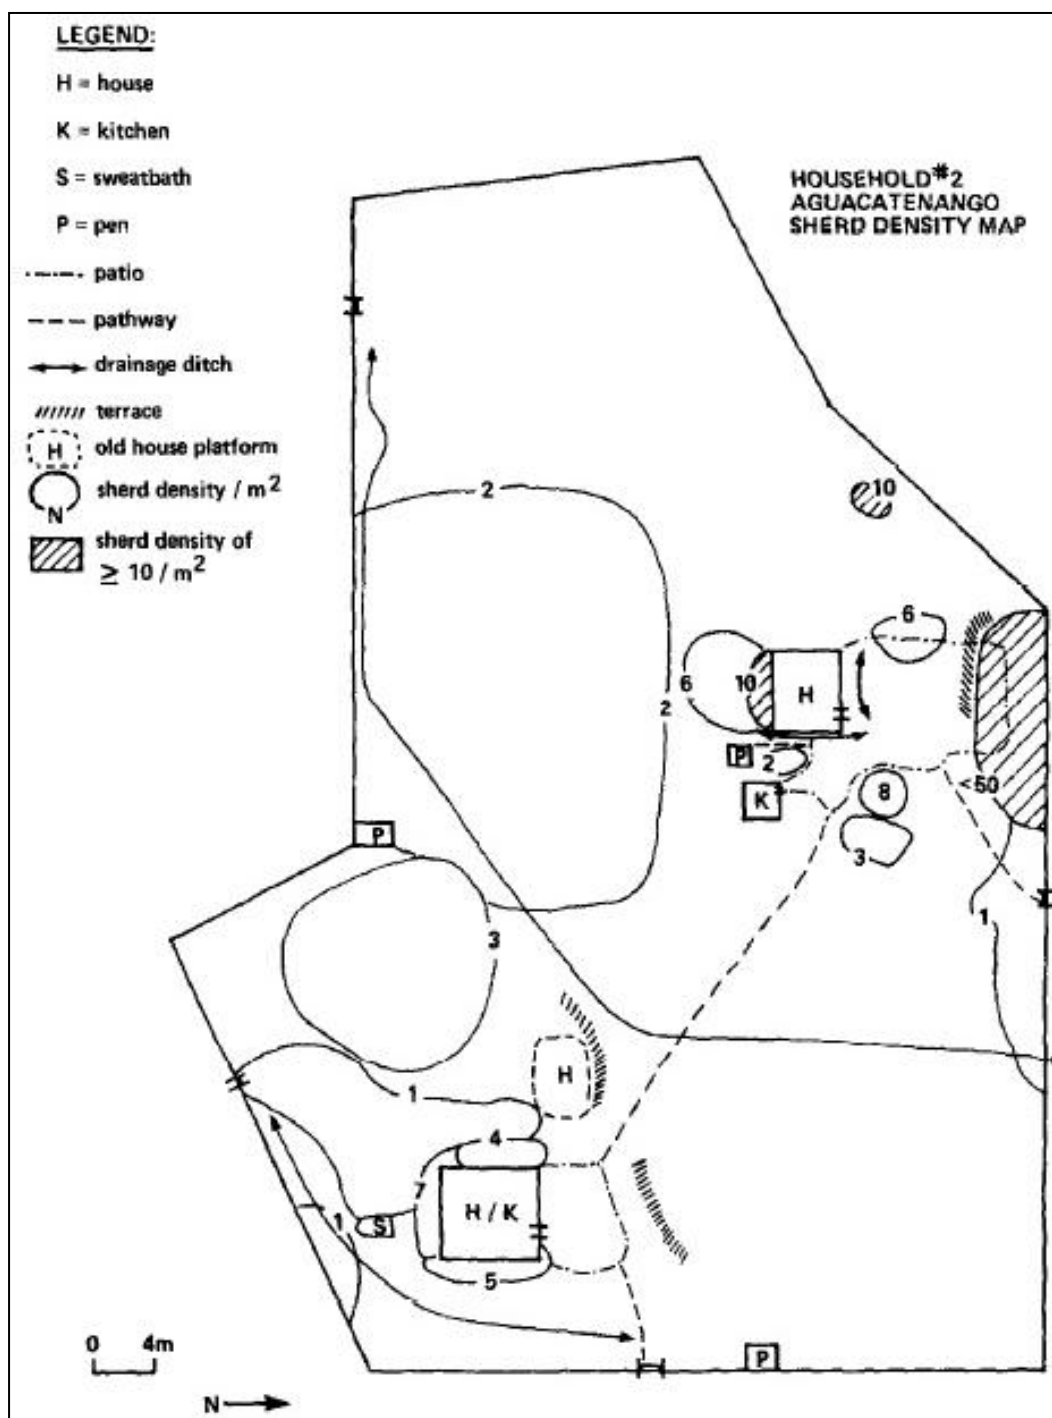 LEGEND:
H = house
K = kitchen
S = sweatbath
P = pen
patio
pathway
drainage ditch
terrace
H old house platform
N sherd density / m²
sherd density of
≥ 10 / m²
HOUSEHOLD #2
AGUACATENANGO
SHERD DENSITY MAP
2
10
6
6
10
H
2
P
2
<50
K
8
P
3
1
3
H
1
4
7
H / K
1
S
5
0 4m
P
N